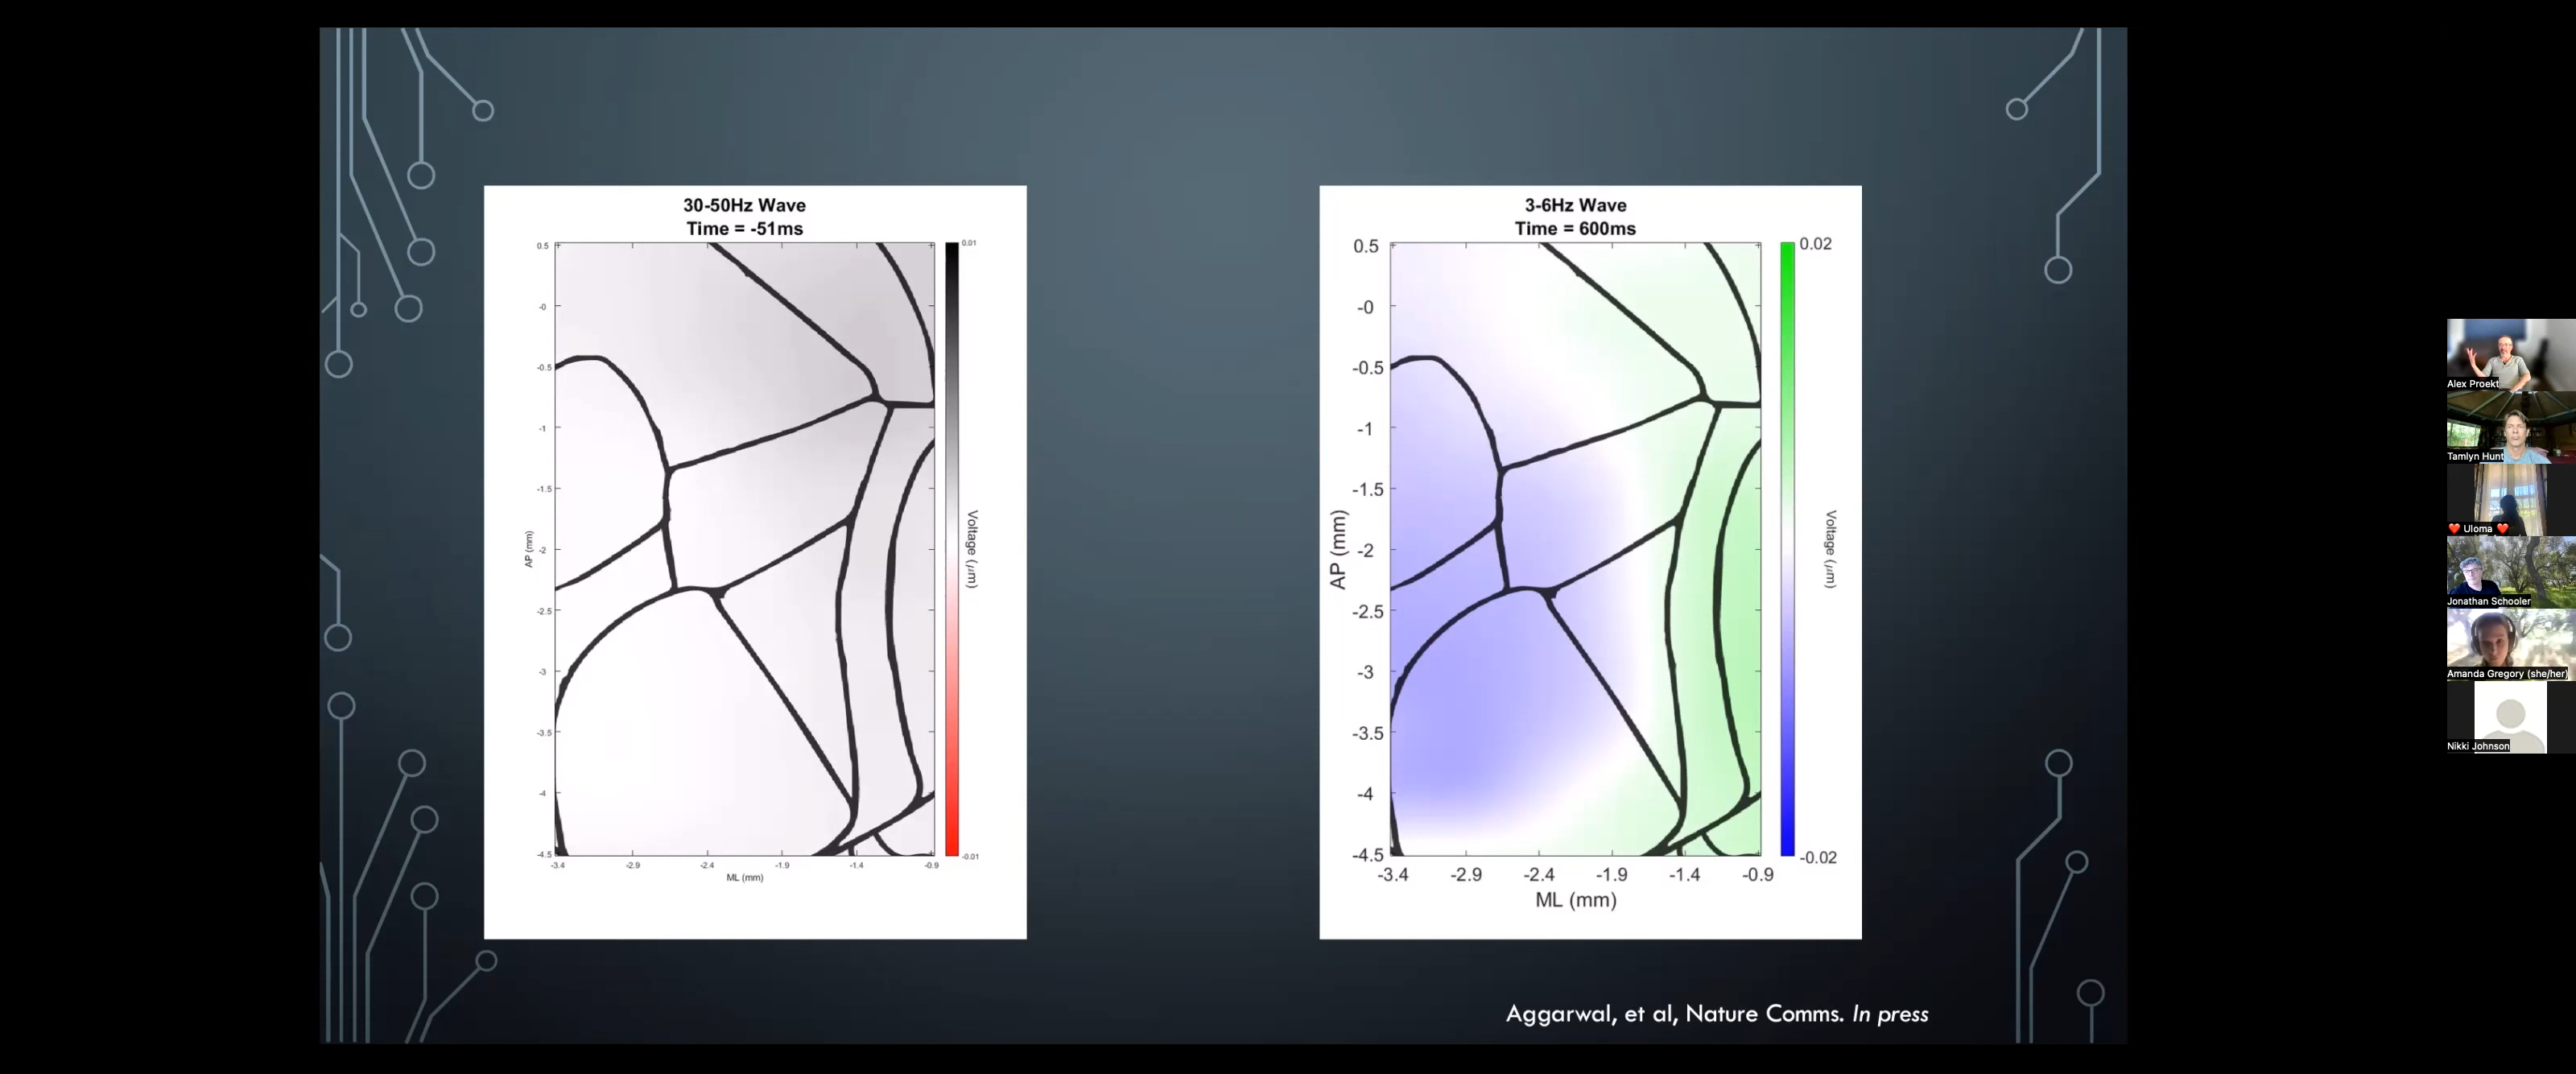 30-50Hz Wave
Time = -51ms
0.5
-0
-0.5
-1
-1.5
-2
-2.5
-3
-3.5
-4
-4.5
AP (mm)
-3.4 -2.9 -2.4 -1.9 -1.4 -0.9
ML (mm)
0.01
-0.01
Voltage (μm)
3-6Hz Wave
Time = 600ms
0.5
-0
-0.5
-1
-1.5
-2
-2.5
-3
-3.5
-4
-4.5
AP (mm)
-3.4 -2.9 -2.4 -1.9 -1.4 -0.9
ML (mm)
0.02
-0.02
Voltage (μm)
Aggarwal, et al, Nature Comms. In press
Alex Proekt
Tamlyn Hunt
❤️ Uloma ❤️
Jonathan Schooler
Amanda Gregory (she/her)
Nikki Johnson